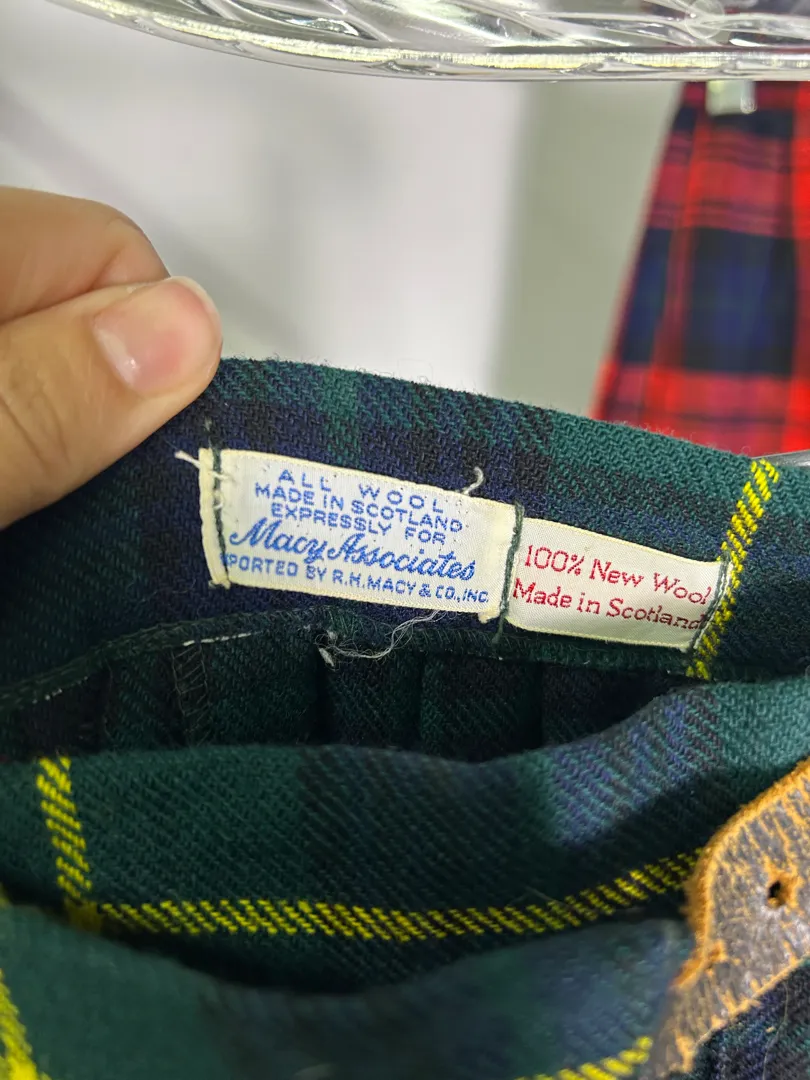 ALL WOOL
MADE IN SCOTLAND
EXPRESSLY FOR
Macy Associates
PORTED BY R.H. MACY & CO., INC.
100% New Wool
Made in Scotland